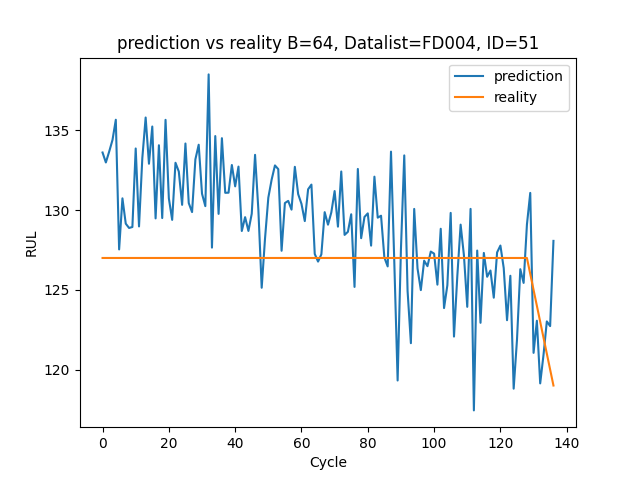 prediction vs reality B=64, Datalist=FD004, ID=51
prediction
reality
135
130
125
120
RUL
0 20 40 60 80 100 120 140
Cycle